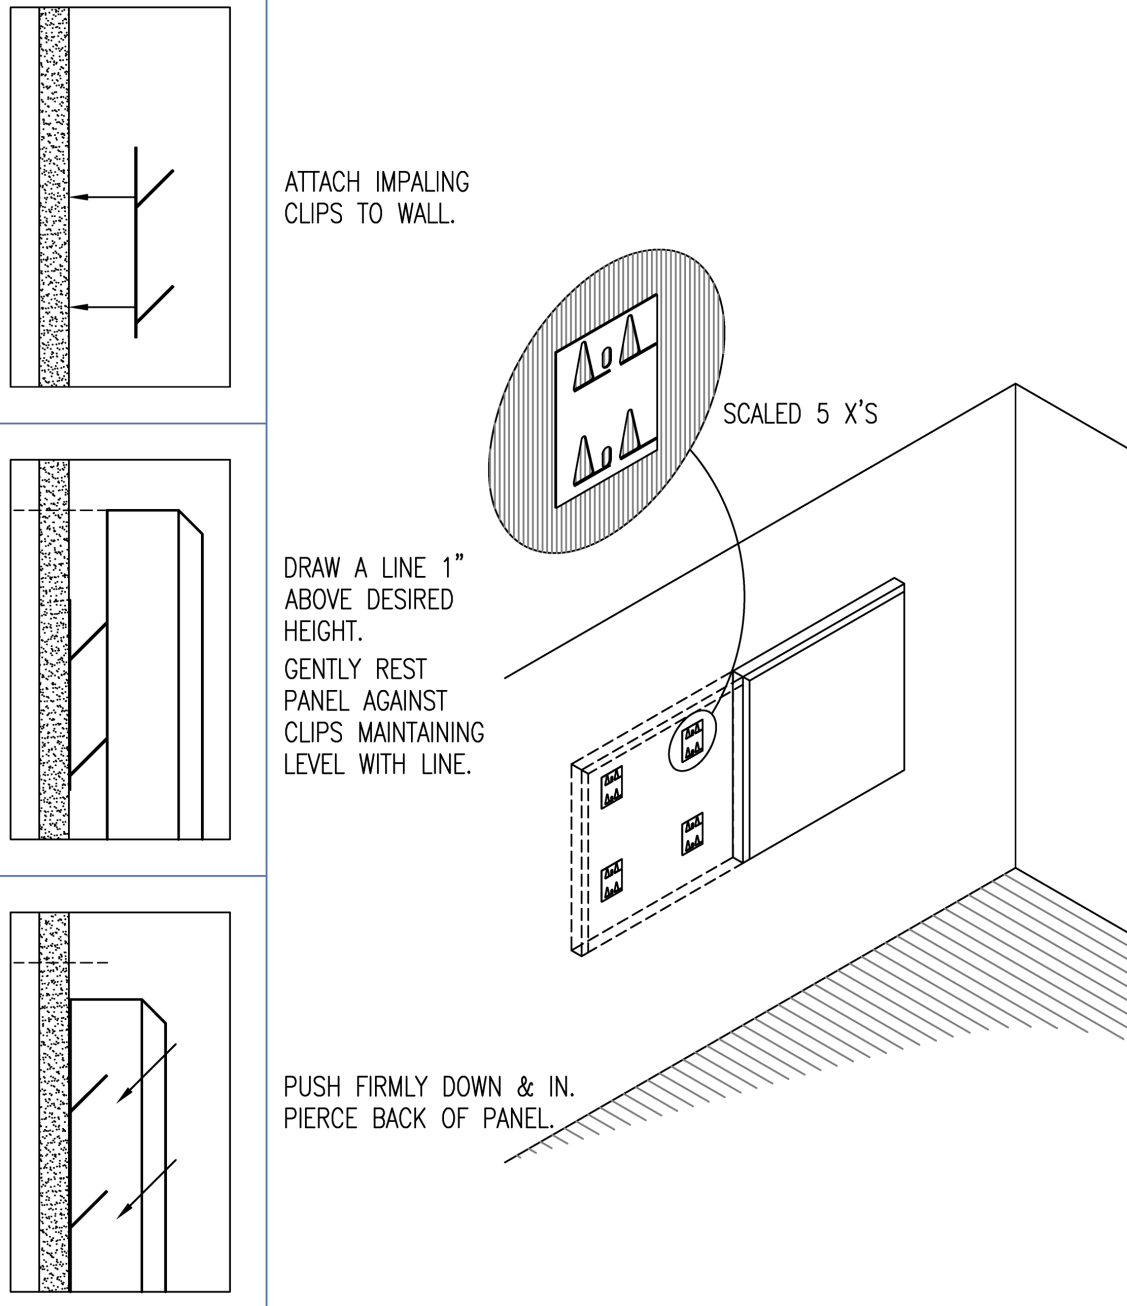 ATTACH IMPALING
CLIPS TO WALL.
SCALED 5 X'S
DRAW A LINE 1"
ABOVE DESIRED
HEIGHT.
GENTLY REST
PANEL AGAINST
CLIPS MAINTAINING
LEVEL WITH LINE.
PUSH FIRMLY DOWN & IN.
PIERCE BACK OF PANEL.